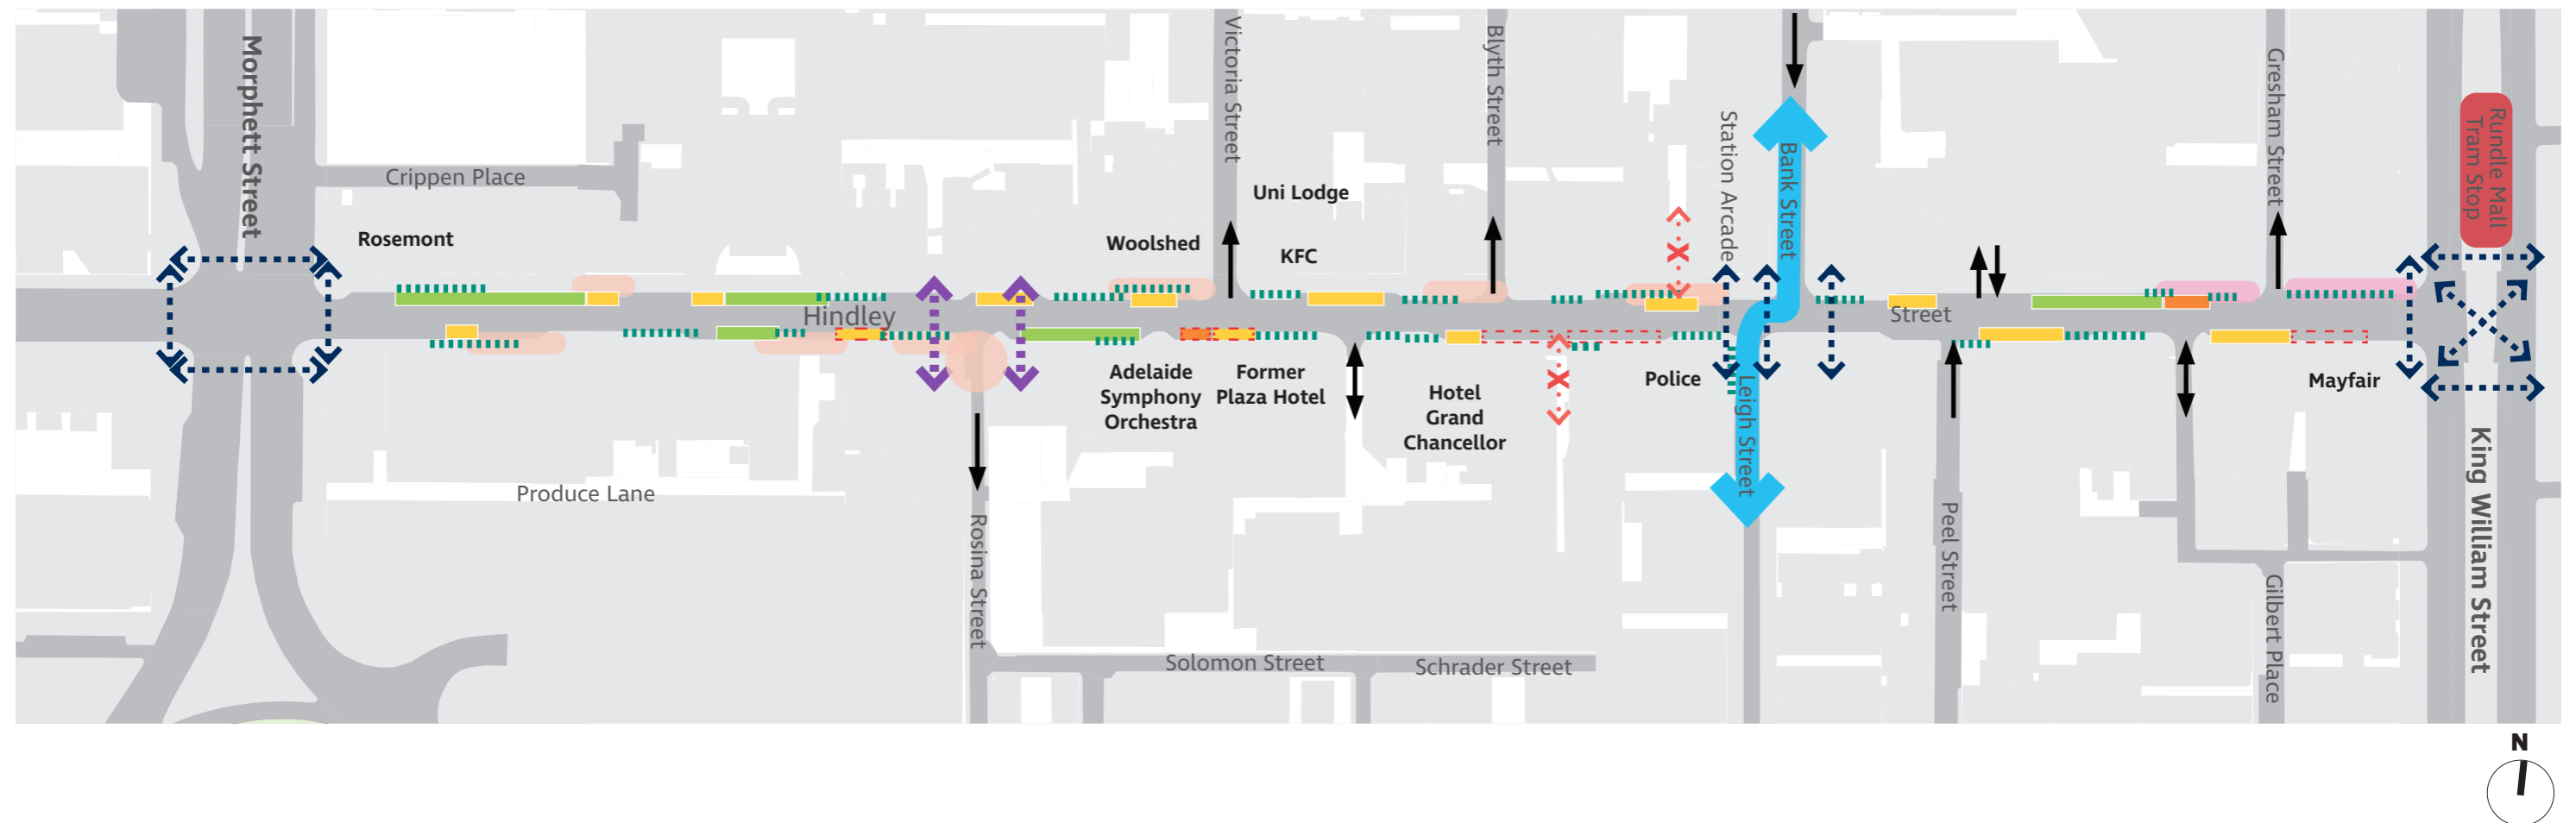 Morphett Street
Crippen Place
Rosemont
Produce Lane
Hindley
Street
Woolshed
Victoria Street
Uni Lodge
KFC
Blyth Street
Station Arcade
Bank Street
Gresham Street
Rundle Mall
Tram Stop
Adelaide
Symphony
Orchestra
Former
Plaza Hotel
Hotel
Grand
Chancellor
Police
Leigh Street
Mayfair
King William Street
Rosina Street
Solomon Street
Schrader Street
Peel Street
Gilbert Place
X
X
N